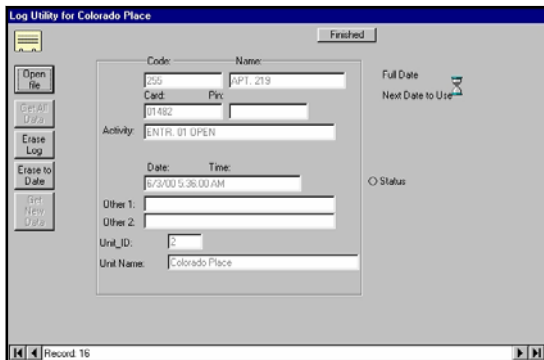 Log Utility for Colorado Place
Finished
Code: Name:
255 APT. 219
Card: Pin:
01482
Activity: ENTR. 01 OPEN
Date: Time:
6/3/00 5:36:00 AM
Other 1:
Other 2:
Unit_ID: 2
Unit Name: Colorado Place
Open file
Get All Data
Erase Log
Erase to Date
Get New Data
Full Date
Next Date to Use
Status
Record: 16